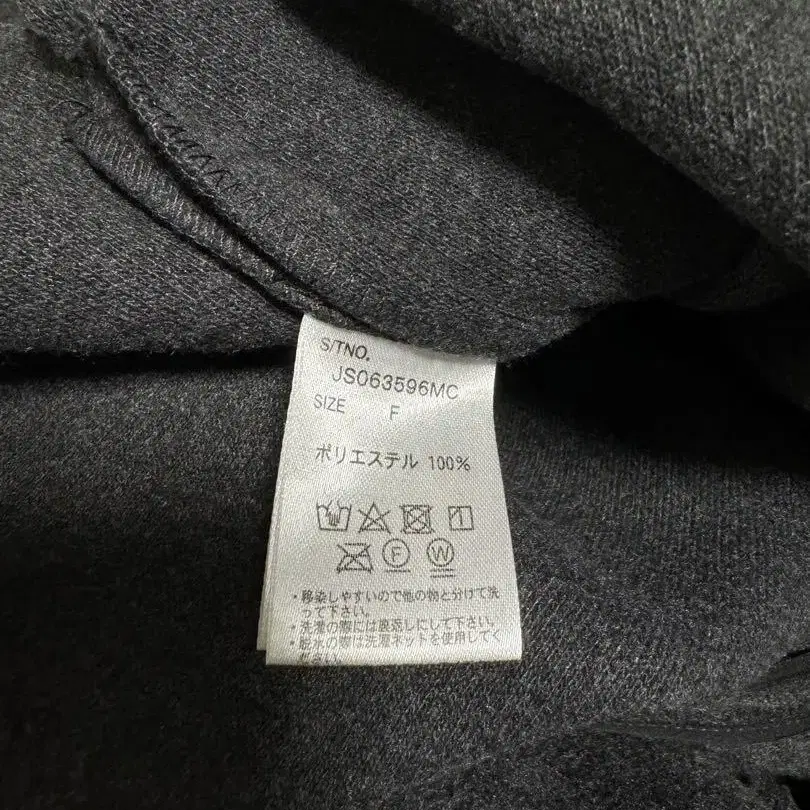 S/TNO.
JS063596MC
SIZE F
ポリエステル 100%
F W
・移染しやすいので他の物と分けて洗
って下さい。
・洗濯の際には裏返しにして下さい。
・脱水の際は洗濯ネットを使用してく
ださい。